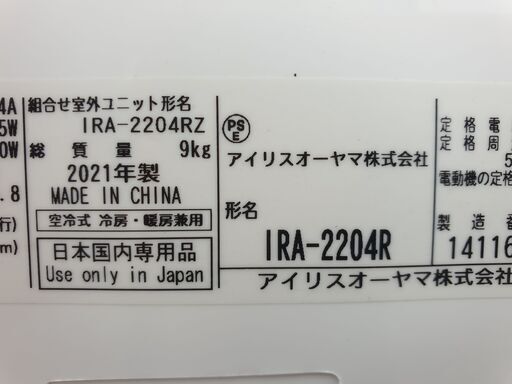 4A
5W
0W
.8
行)
m)
組合せ室外ユニット形名
IRA-2204RZ
総 質 量 9kg
2021年製
MADE IN CHINA
空冷式 冷房・暖房兼用
日本国内専用品
Use only in Japan
PS
E
アイリスオーヤマ株式会社
形名
IRA-2204R
アイリスオーヤマ株式会社
定 格 電
定 格 周
5
電動機の定格
製 造 番
14116